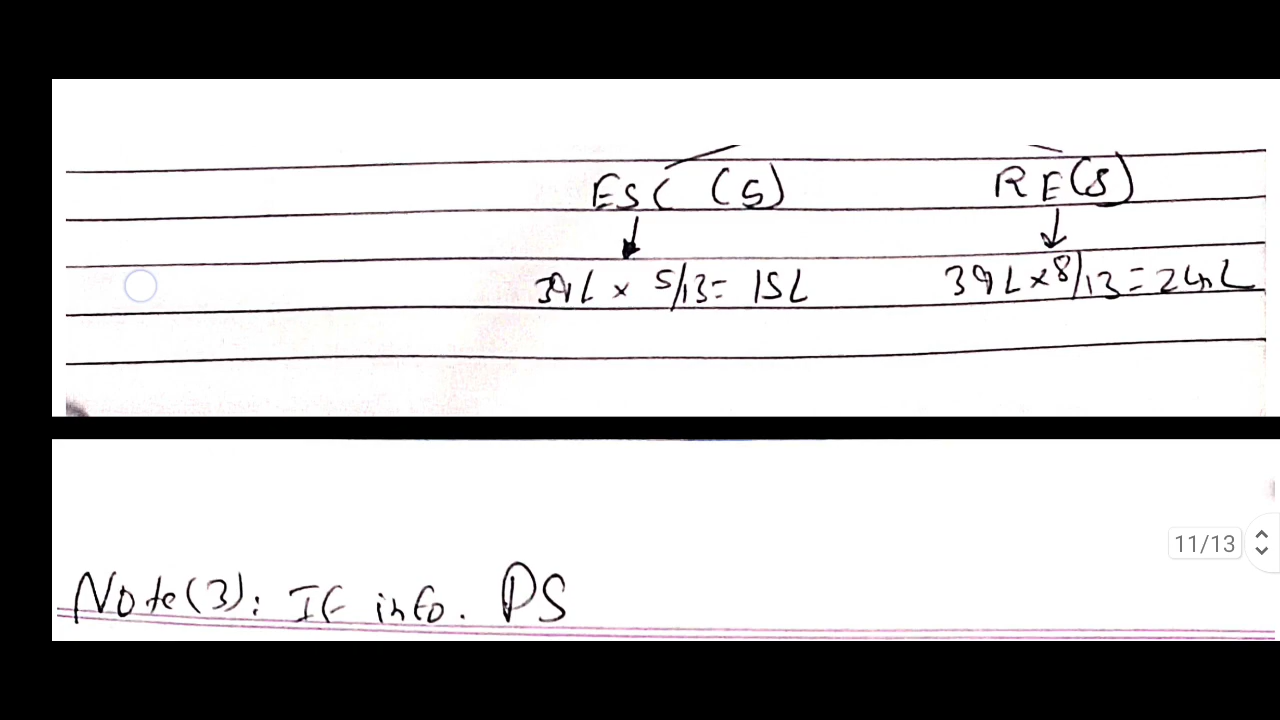 ESC (5) RE(8)
39L × 5/13 = 15L 39L × 8/13 = 24L
11/13
Note(3): If info. PS